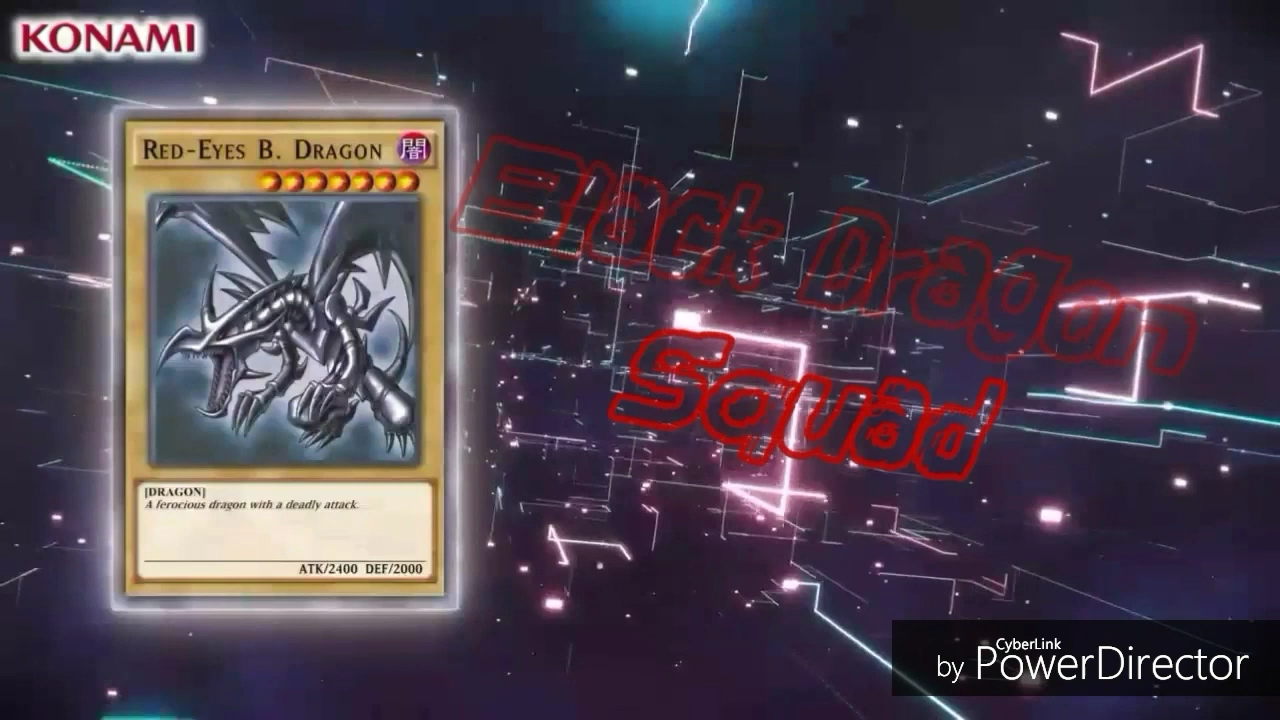 KONAMI
RED-EYES B. DRAGON 闇
[DRAGON]
A ferocious dragon with a deadly attack.
ATK/2400 DEF/2000
Black Dragon
Squad
CyberLink
by PowerDirector